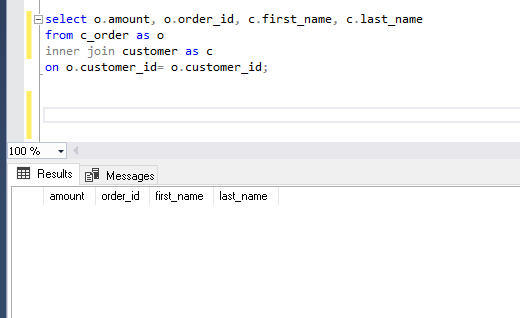 select o.amount, o.order_id, c.first_name, c.last_name
from c_order as o
inner join customer as c
on o.customer_id= o.customer_id;
100 %
Results Messages
amount order_id first_name last_name